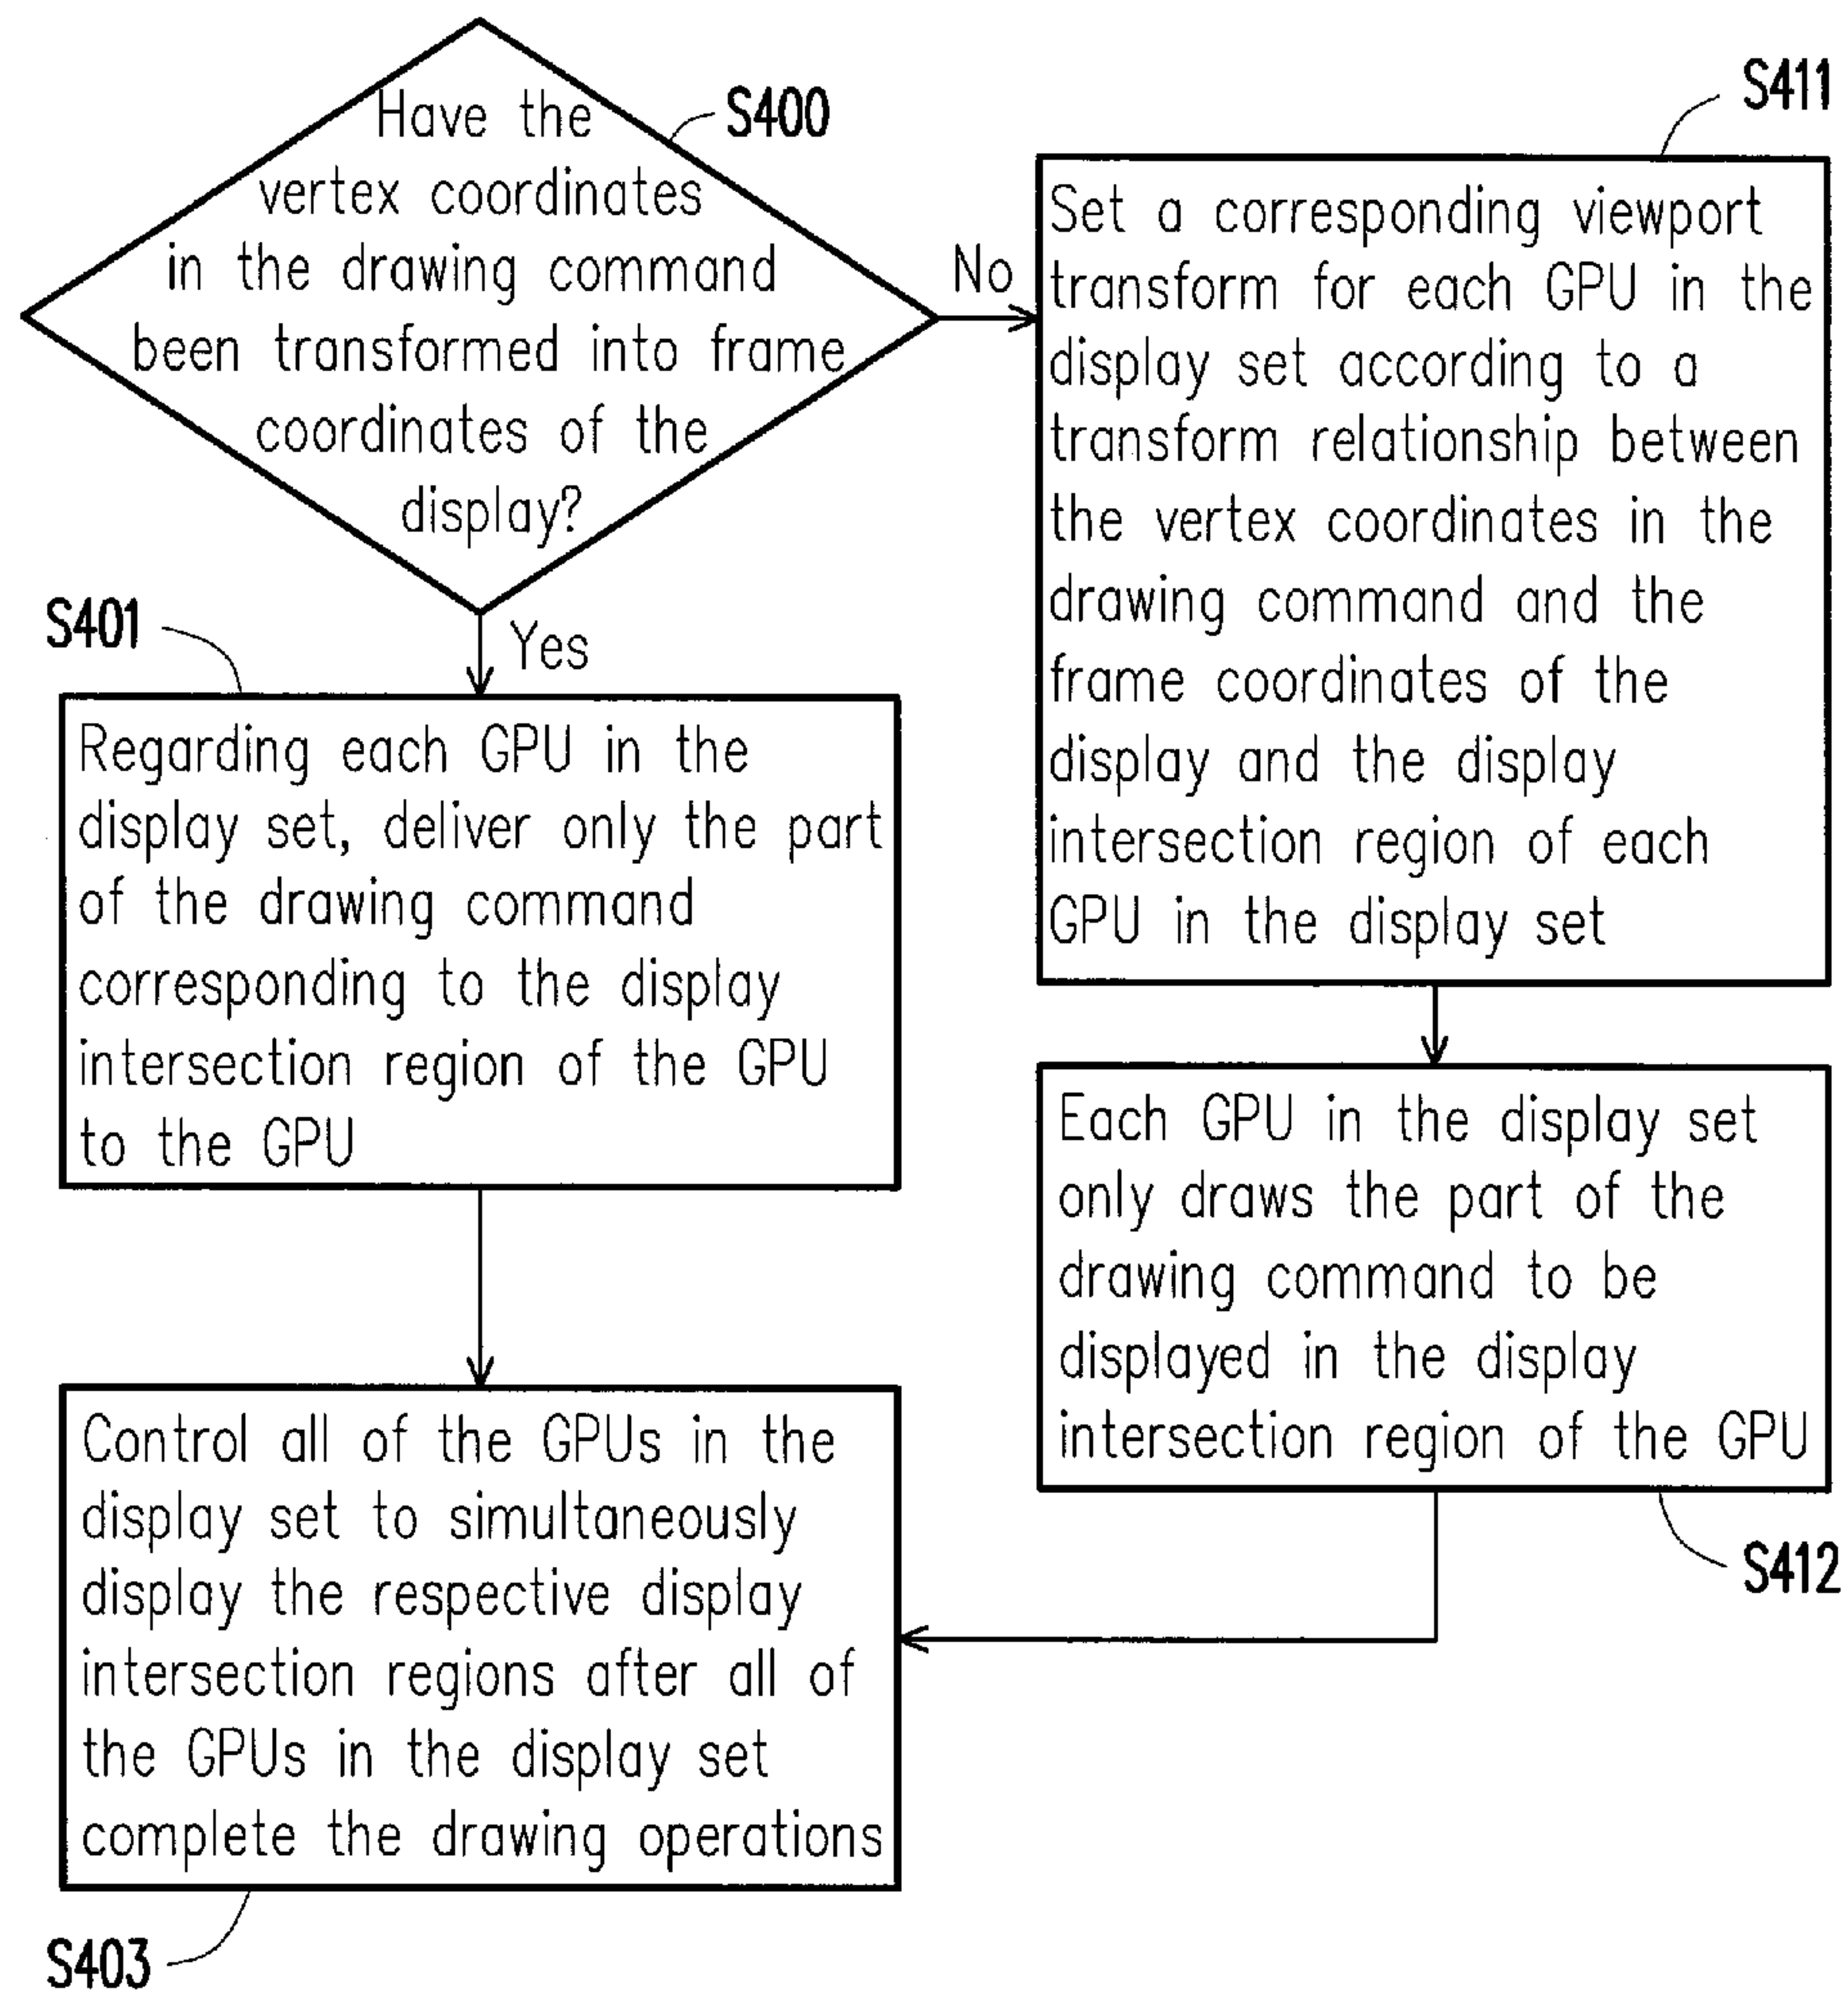 Have the
vertex coordinates
in the drawing command
been transformed into frame
coordinates of the
display?
S400
No
Yes
S401
Regarding each GPU in the
display set, deliver only the part
of the drawing command
corresponding to the display
intersection region of the GPU
to the GPU
S411
Set a corresponding viewport
transform for each GPU in the
display set according to a
transform relationship between
the vertex coordinates in the
drawing command and the
frame coordinates of the
display and the display
intersection region of each
GPU in the display set
Each GPU in the display set
only draws the part of the
drawing command to be
displayed in the display
intersection region of the GPU
S412
Control all of the GPUs in the
display set to simultaneously
display the respective display
intersection regions after all of
the GPUs in the display set
complete the drawing operations
S403